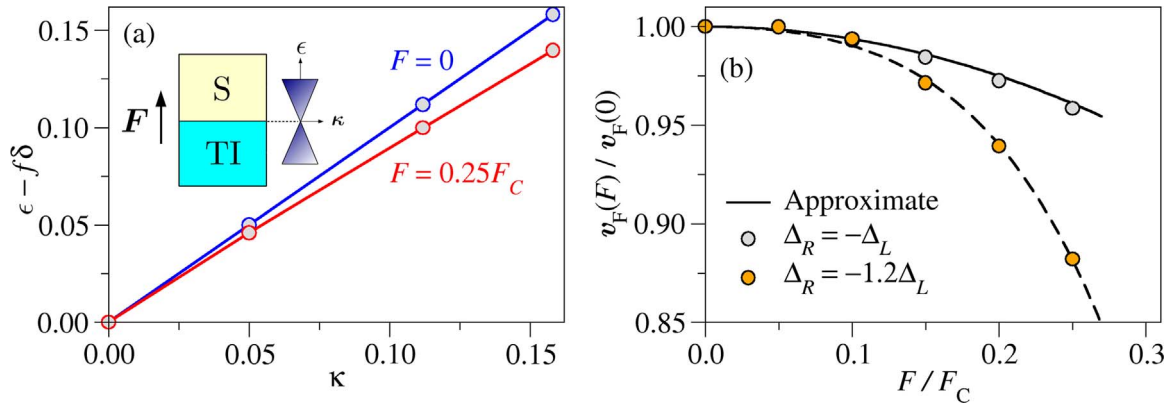 (a)
0.15
0.10
0.05
0.00
ϵ − fδ
F = 0
F = 0.25F_C
F
S
TI
ϵ
κ
0.00
0.05
0.10
0.15
κ
(b)
1.00
0.95
0.90
0.85
v_F(F) / v_F(0)
Approximate
Δ_R = −Δ_L
Δ_R = −1.2Δ_L
0.0
0.1
0.2
0.3
F / F_C